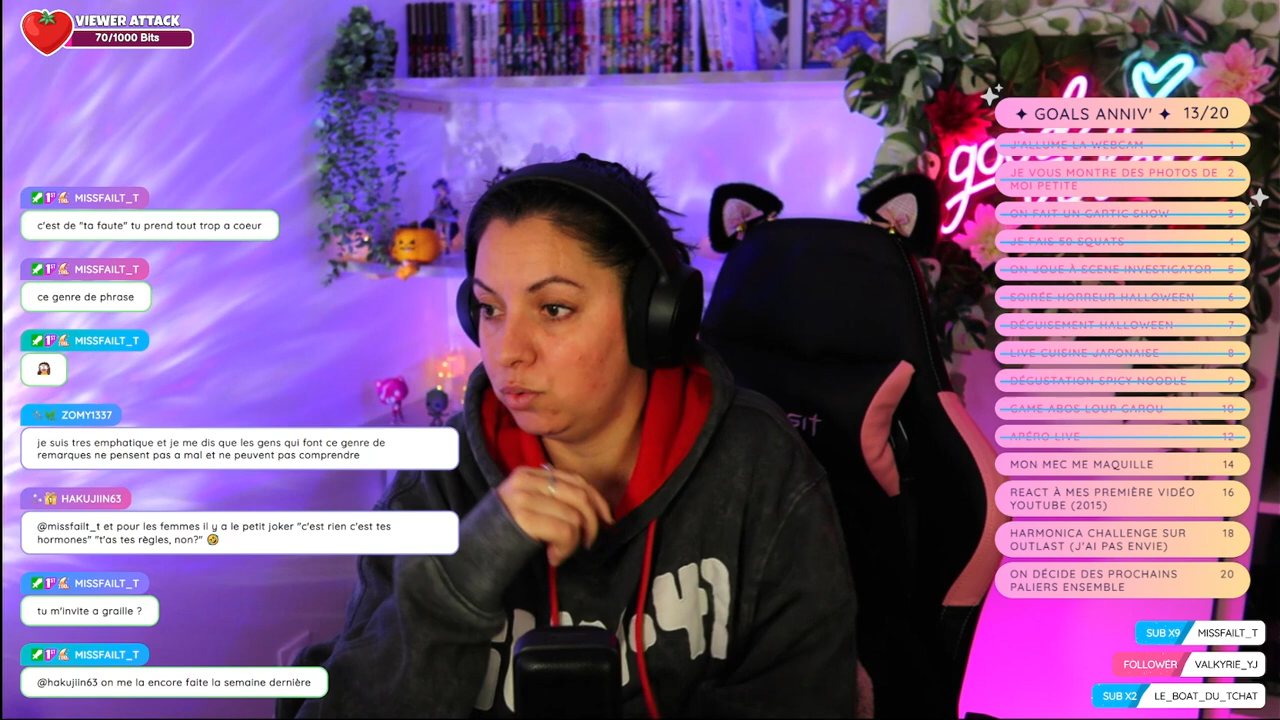 VIEWER ATTACK
70/1000 Bits
MISSFAILT_T
c'est de "ta faute" tu prend tout trop a coeur
MISSFAILT_T
ce genre de phrase
MISSFAILT_T
ZOMY1337
je suis tres emphatique et je me dis que les gens qui font ce genre de
remarques ne pensent pas a mal et ne peuvent pas comprendre
HAKUJIIN63
@missfailt_t et pour les femmes il y a le petit joker "c'est rien c'est tes
hormones" "t'as tes règles, non?"
MISSFAILT_T
tu m'invite a graille ?
MISSFAILT_T
@hakujiin63 on me la encore faite la semaine dernière
GOALS ANNIV' 13/20
J'ALLUME LA WEBCAM 1
JE VOUS MONTRE DES PHOTOS DE 2
MOI PETITE
ON FAIT UN GARTIC SHOW 3
JE FAIS 50 SQUATS 4
ON JOUE À SCENE INVESTIGATOR 5
SOIRÉE HORREUR HALLOWEEN 6
DÉGUISEMENT HALLOWEEN 7
LIVE CUISINE JAPONAISE 8
DÉGUSTATION SPICY NOODLE 9
GAME ABOS LOUP GAROU 10
APÉRO LIVE 12
MON MEC ME MAQUILLE 14
REACT À MES PREMIÈRE VIDÉO 16
YOUTUBE (2015)
HARMONICA CHALLENGE SUR 18
OUTLAST (J'AI PAS ENVIE)
ON DÉCIDE DES PROCHAINS 20
PALIERS ENSEMBLE
SUB X9 MISSFAILT_T
FOLLOWER VALKYRIE_YJ
SUB X2 LE_BOAT_DU_TCHAT